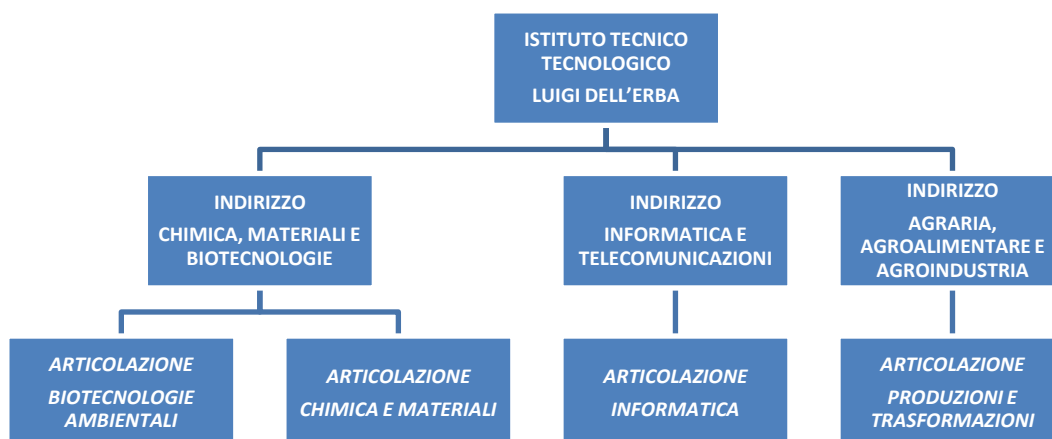 ISTITUTO TECNICO
TECNOLOGICO
LUIGI DELL'ERBA
INDIRIZZO
CHIMICA, MATERIALI E
BIOTECNOLOGIE
INDIRIZZO
INFORMATICA E
TELECOMUNICAZIONI
INDIRIZZO
AGRARIA,
AGROALIMENTARE E
AGROINDUSTRIA
ARTICOLAZIONE
BIOTECNOLOGIE
AMBIENTALI
ARTICOLAZIONE
CHIMICA E MATERIALI
ARTICOLAZIONE
INFORMATICA
ARTICOLAZIONE
PRODUZIONI E
TRASFORMAZIONI